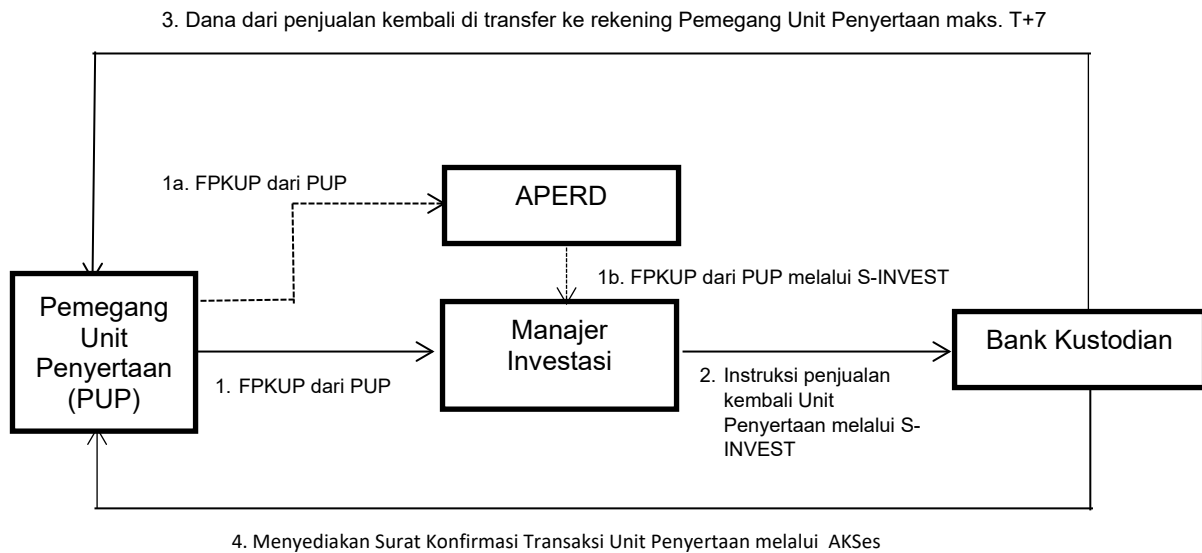 3. Dana dari penjualan kembali di transfer ke rekening Pemegang Unit Penyertaan maks. T+7
1a. FPKUP dari PUP
APERD
1b. FPKUP dari PUP melalui S-INVEST
Pemegang
Unit
Penyertaan
(PUP)
Manajer
Investasi
Bank Kustodian
1. FPKUP dari PUP
2. Instruksi penjualan
kembali Unit
Penyertaan melalui S-
INVEST
4. Menyediakan Surat Konfirmasi Transaksi Unit Penyertaan melalui AKSes